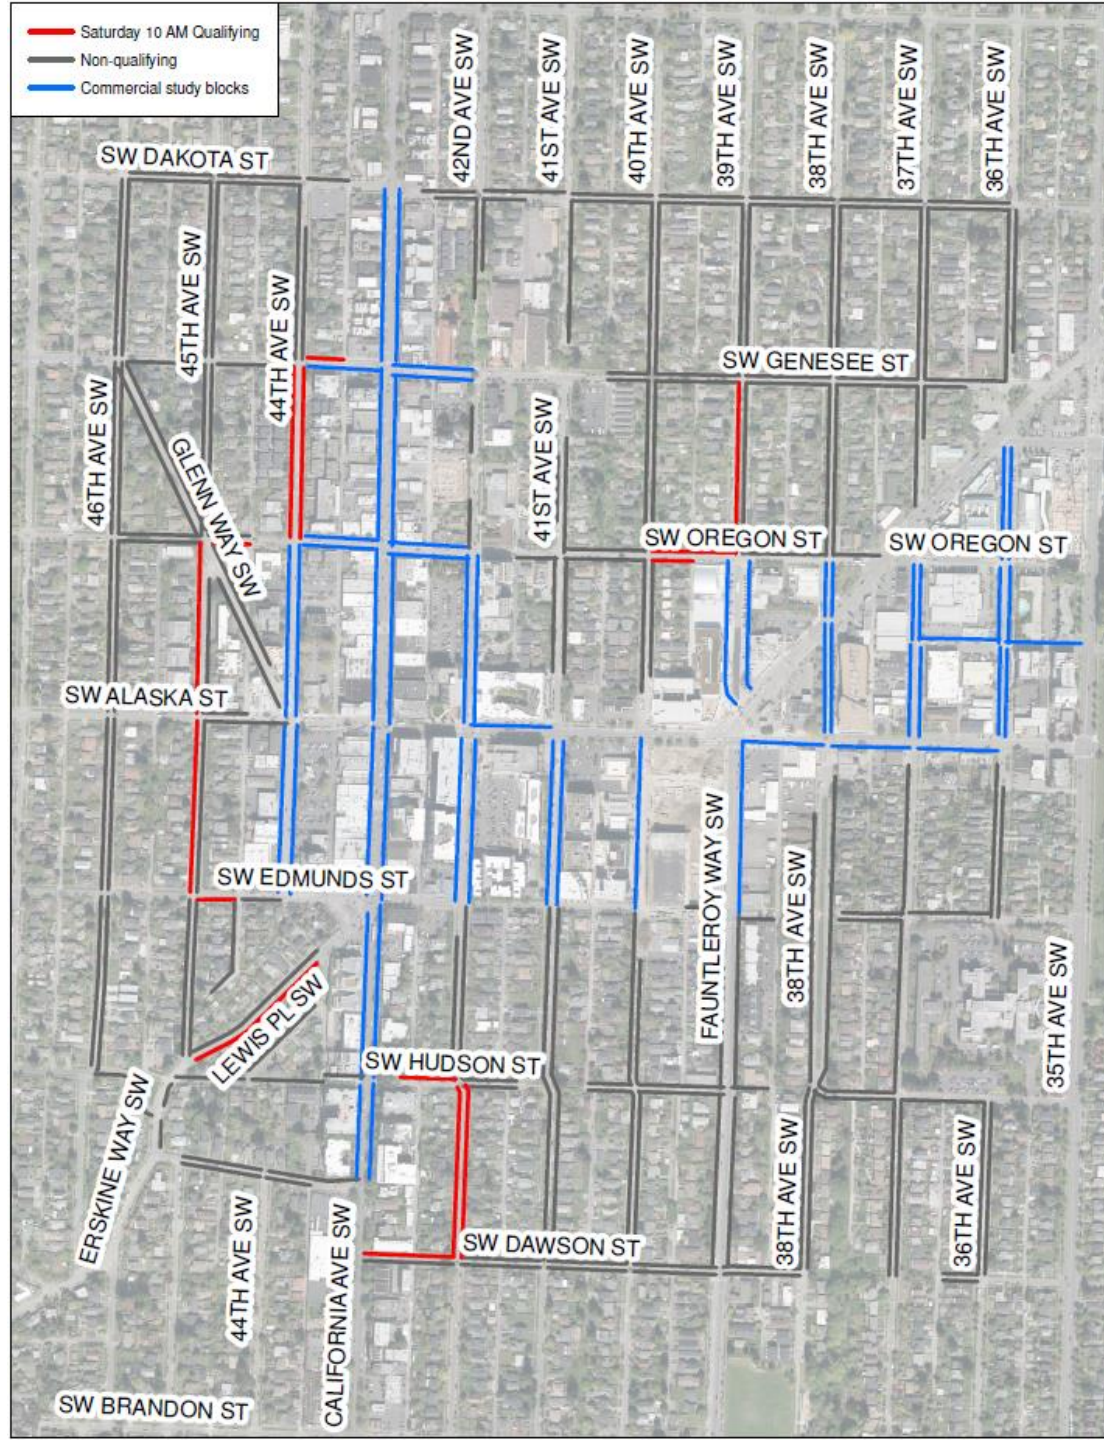 Saturday 10 AM Qualifying
Non-qualifying
Commercial study blocks
42ND AVE SW
41ST AVE SW
40TH AVE SW
39TH AVE SW
38TH AVE SW
37TH AVE SW
36TH AVE SW
SW DAKOTA ST
45TH AVE SW
44TH AVE SW
SW GENESEE ST
46TH AVE SW
GLENN WAY SW
41ST AVE SW
SW OREGON ST
SW OREGON ST
SW ALASKA ST
SW EDMUNDS ST
FAUNTLEROY WAY SW
38TH AVE SW
35TH AVE SW
LEWIS PL SW
SW HUDSON ST
ERSKINE WAY SW
44TH AVE SW
CALIFORNIA AVE SW
SW DAWSON ST
38TH AVE SW
36TH AVE SW
SW BRANDON ST